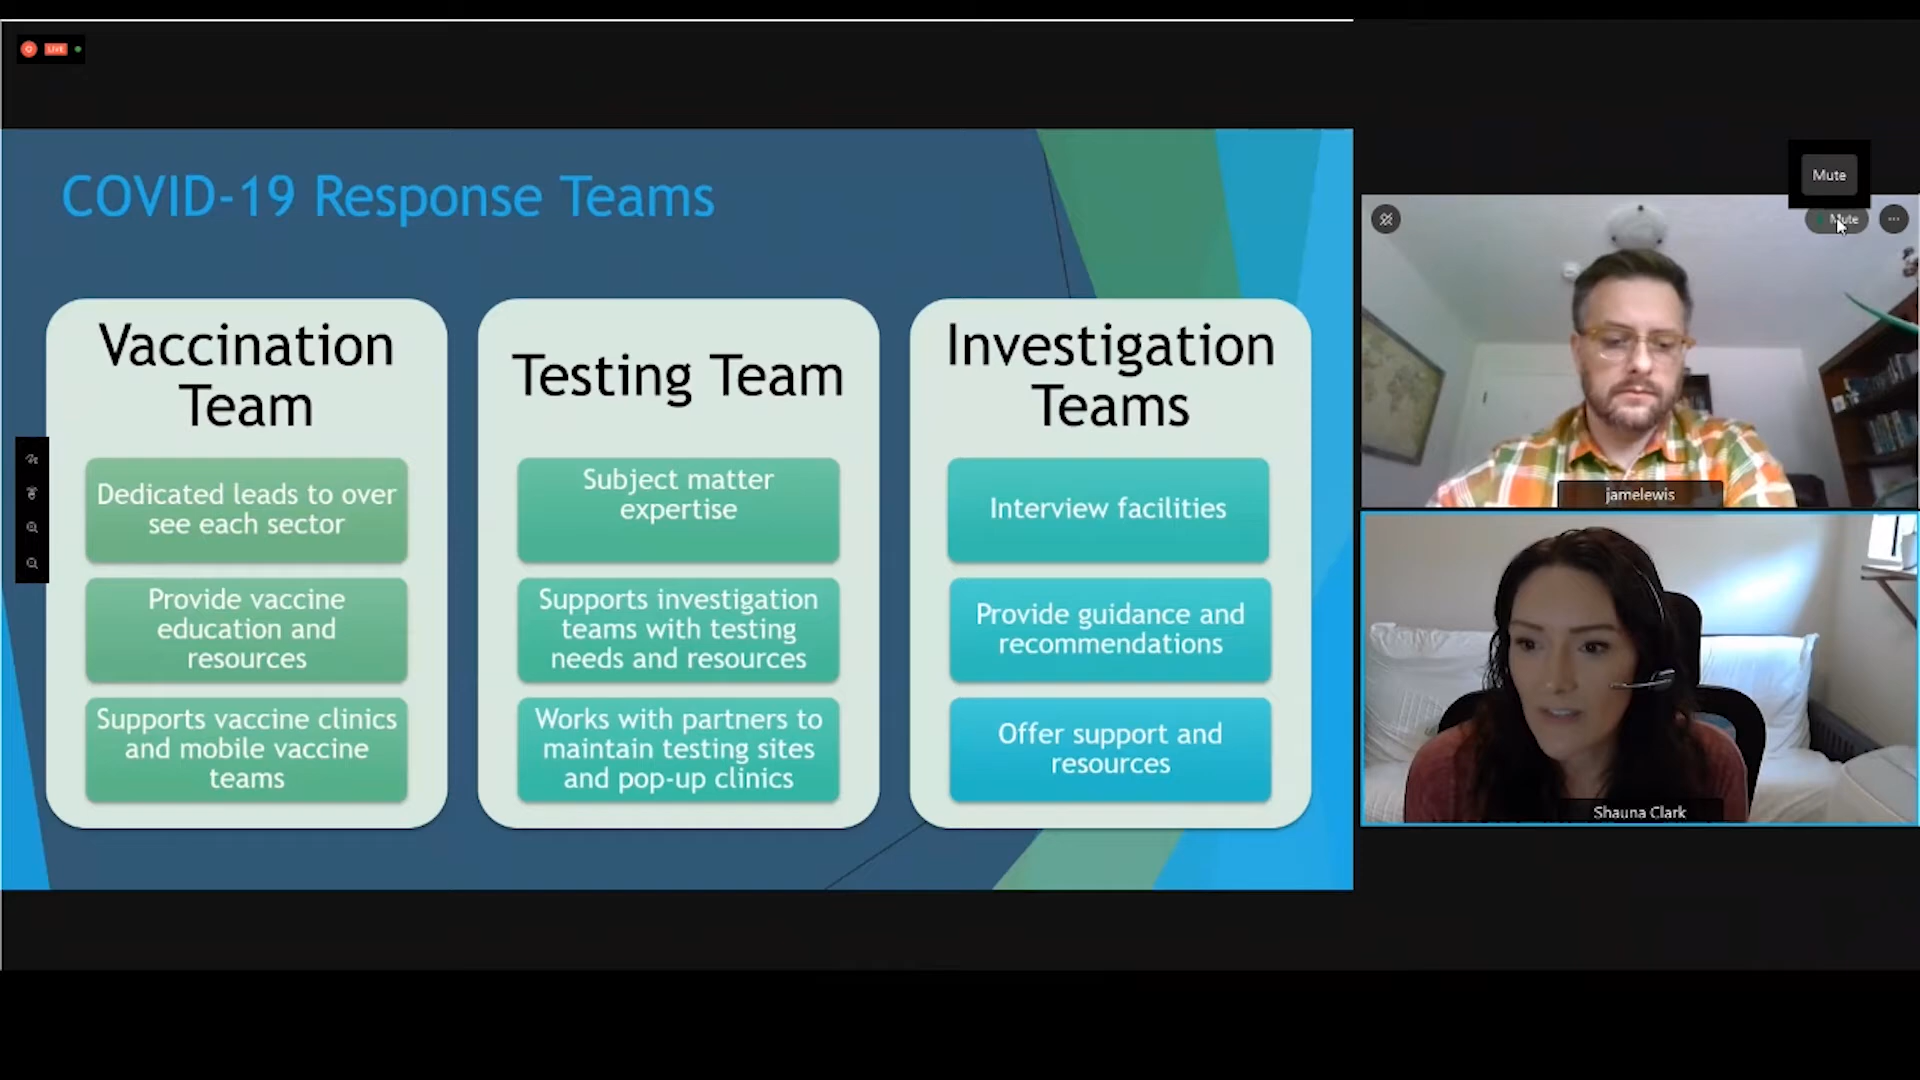 LIVE
COVID-19 Response Teams
Vaccination
Team
Dedicated leads to over
see each sector
Provide vaccine
education and
resources
Supports vaccine clinics
and mobile vaccine
teams
Testing Team
Subject matter
expertise
Supports investigation
teams with testing
needs and resources
Works with partners to
maintain testing sites
and pop-up clinics
Investigation
Teams
Interview facilities
Provide guidance and
recommendations
Offer support and
resources
Mute
Mute
jamelewis
Shauna Clark